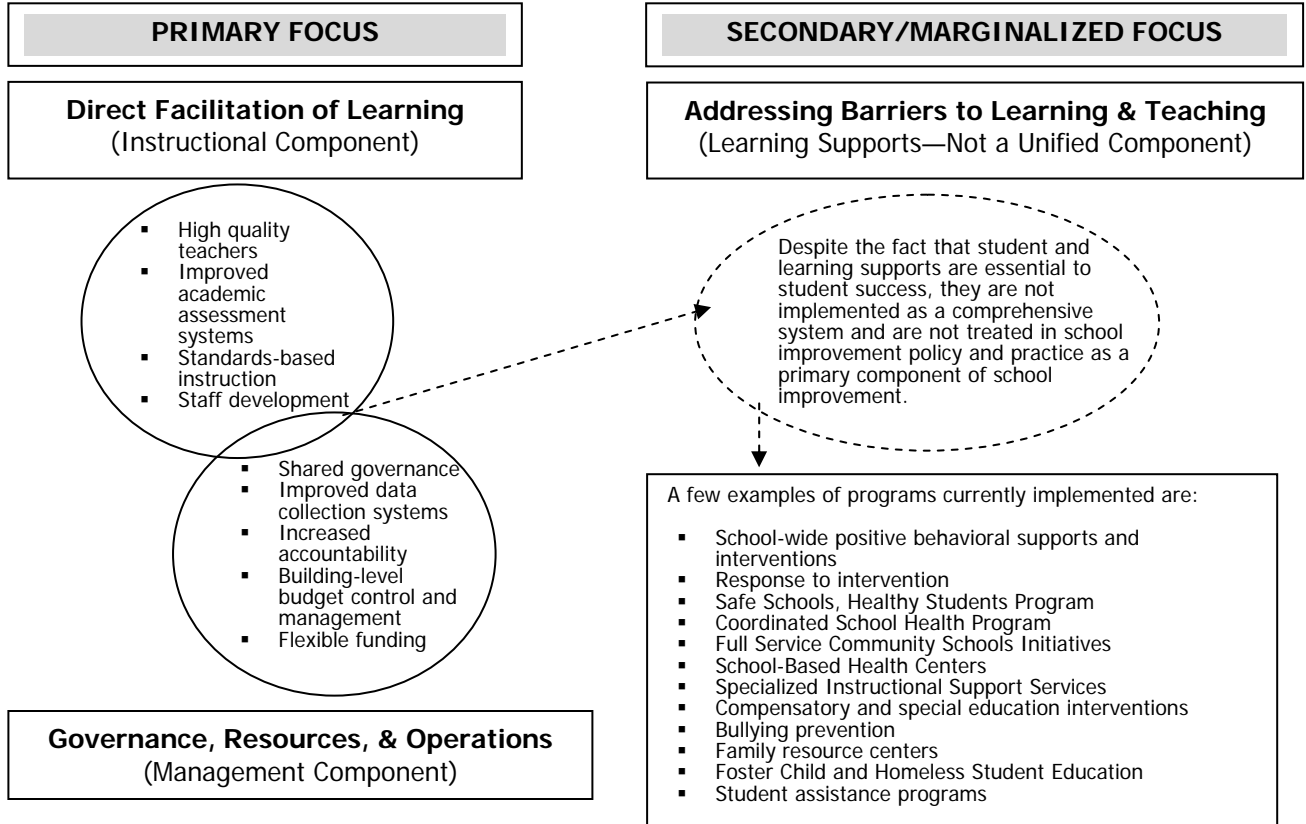 PRIMARY FOCUS
Direct Facilitation of Learning
(Instructional Component)
▪ High quality
teachers
▪ Improved
academic
assessment
systems
▪ Standards-based
instruction
▪ Staff development
▪ Shared governance
▪ Improved data
collection systems
▪ Increased
accountability
▪ Building-level
budget control and
management
▪ Flexible funding
Governance, Resources, & Operations
(Management Component)
SECONDARY/MARGINALIZED FOCUS
Addressing Barriers to Learning & Teaching
(Learning Supports—Not a Unified Component)
Despite the fact that student and
learning supports are essential to
student success, they are not
implemented as a comprehensive
system and are not treated in school
improvement policy and practice as a
primary component of school
improvement.
A few examples of programs currently implemented are:
▪ School-wide positive behavioral supports and
interventions
▪ Response to intervention
▪ Safe Schools, Healthy Students Program
▪ Coordinated School Health Program
▪ Full Service Community Schools Initiatives
▪ School-Based Health Centers
▪ Specialized Instructional Support Services
▪ Compensatory and special education interventions
▪ Bullying prevention
▪ Family resource centers
▪ Foster Child and Homeless Student Education
▪ Student assistance programs